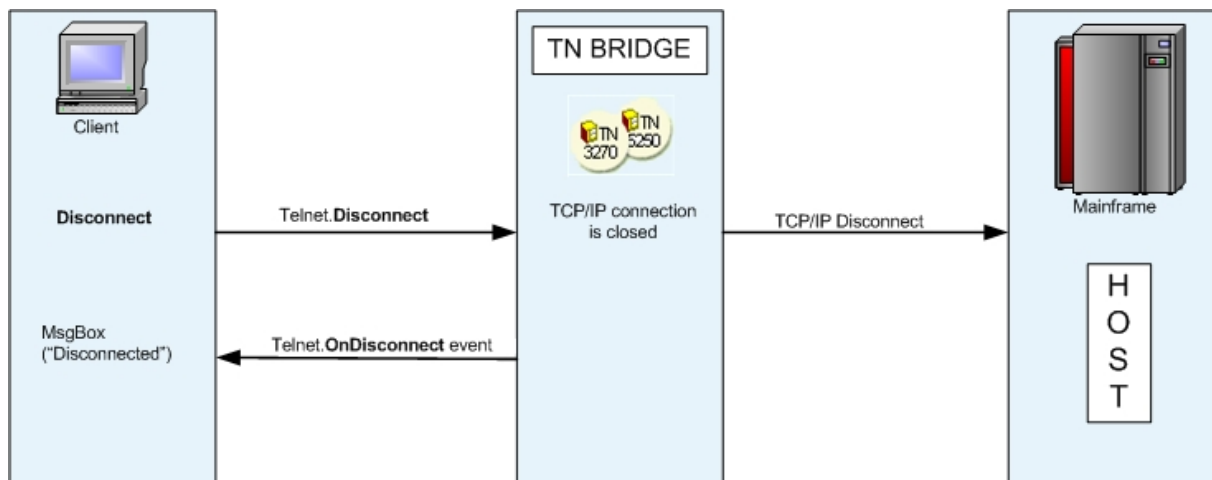 Client
Disconnect
MsgBox
("Disconnected")
Telnet.Disconnect
Telnet.OnDisconnect event
TN BRIDGE
TN
3270
TN
5250
TCP/IP connection
is closed
TCP/IP Disconnect
Mainframe
H
O
S
T